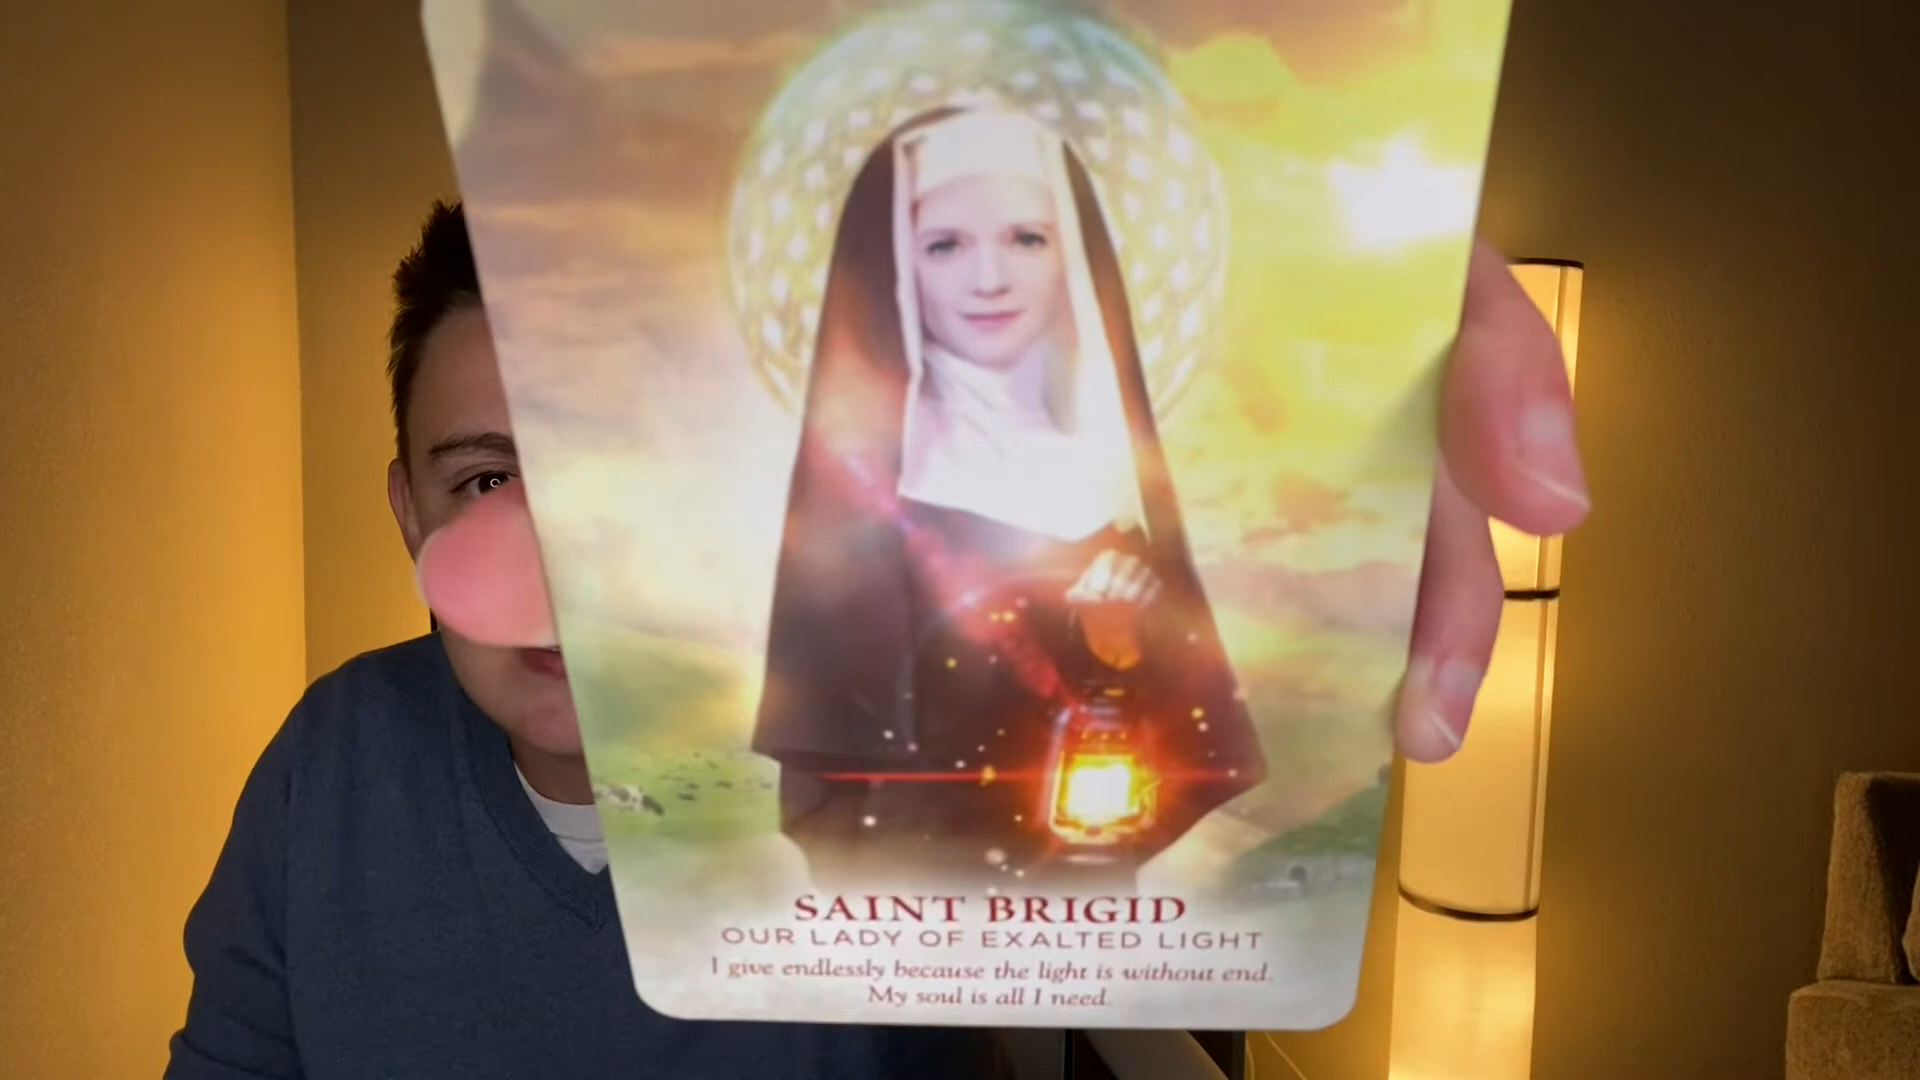 SAINT BRIGID
OUR LADY OF EXALTED LIGHT
I give endlessly because the light is without end.
My soul is all I need.